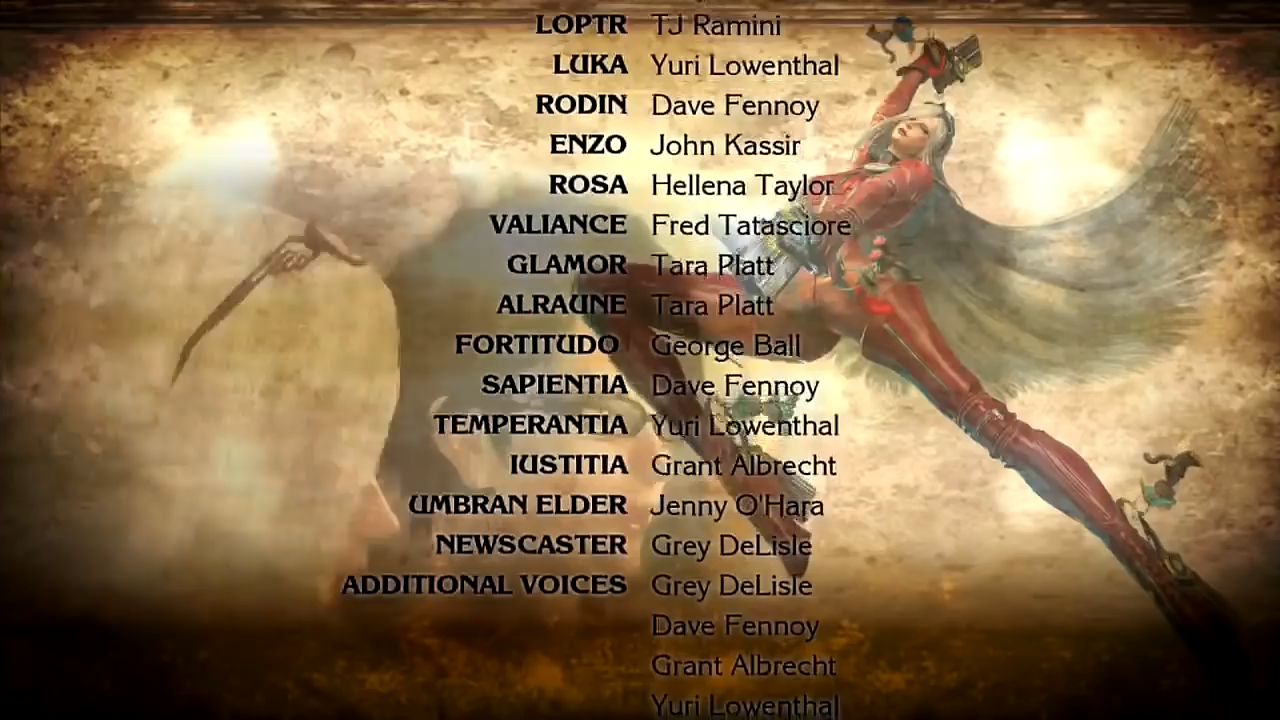 LOPTR TJ Ramini
LUKA Yuri Lowenthal
RODIN Dave Fennoy
ENZO John Kassir
ROSA Hellena Taylor
VALIANCE Fred Tatasciore
GLAMOR Tara Platt
ALRAUNE Tara Platt
FORTITUDO George Ball
SAPIENTIA Dave Fennoy
TEMPERANTIA Yuri Lowenthal
IUSTITIA Grant Albrecht
UMBRAN ELDER Jenny O'Hara
NEWSCASTER Grey DeLisle
ADDITIONAL VOICES Grey DeLisle
Dave Fennoy
Grant Albrecht
Yuri Lowenthal